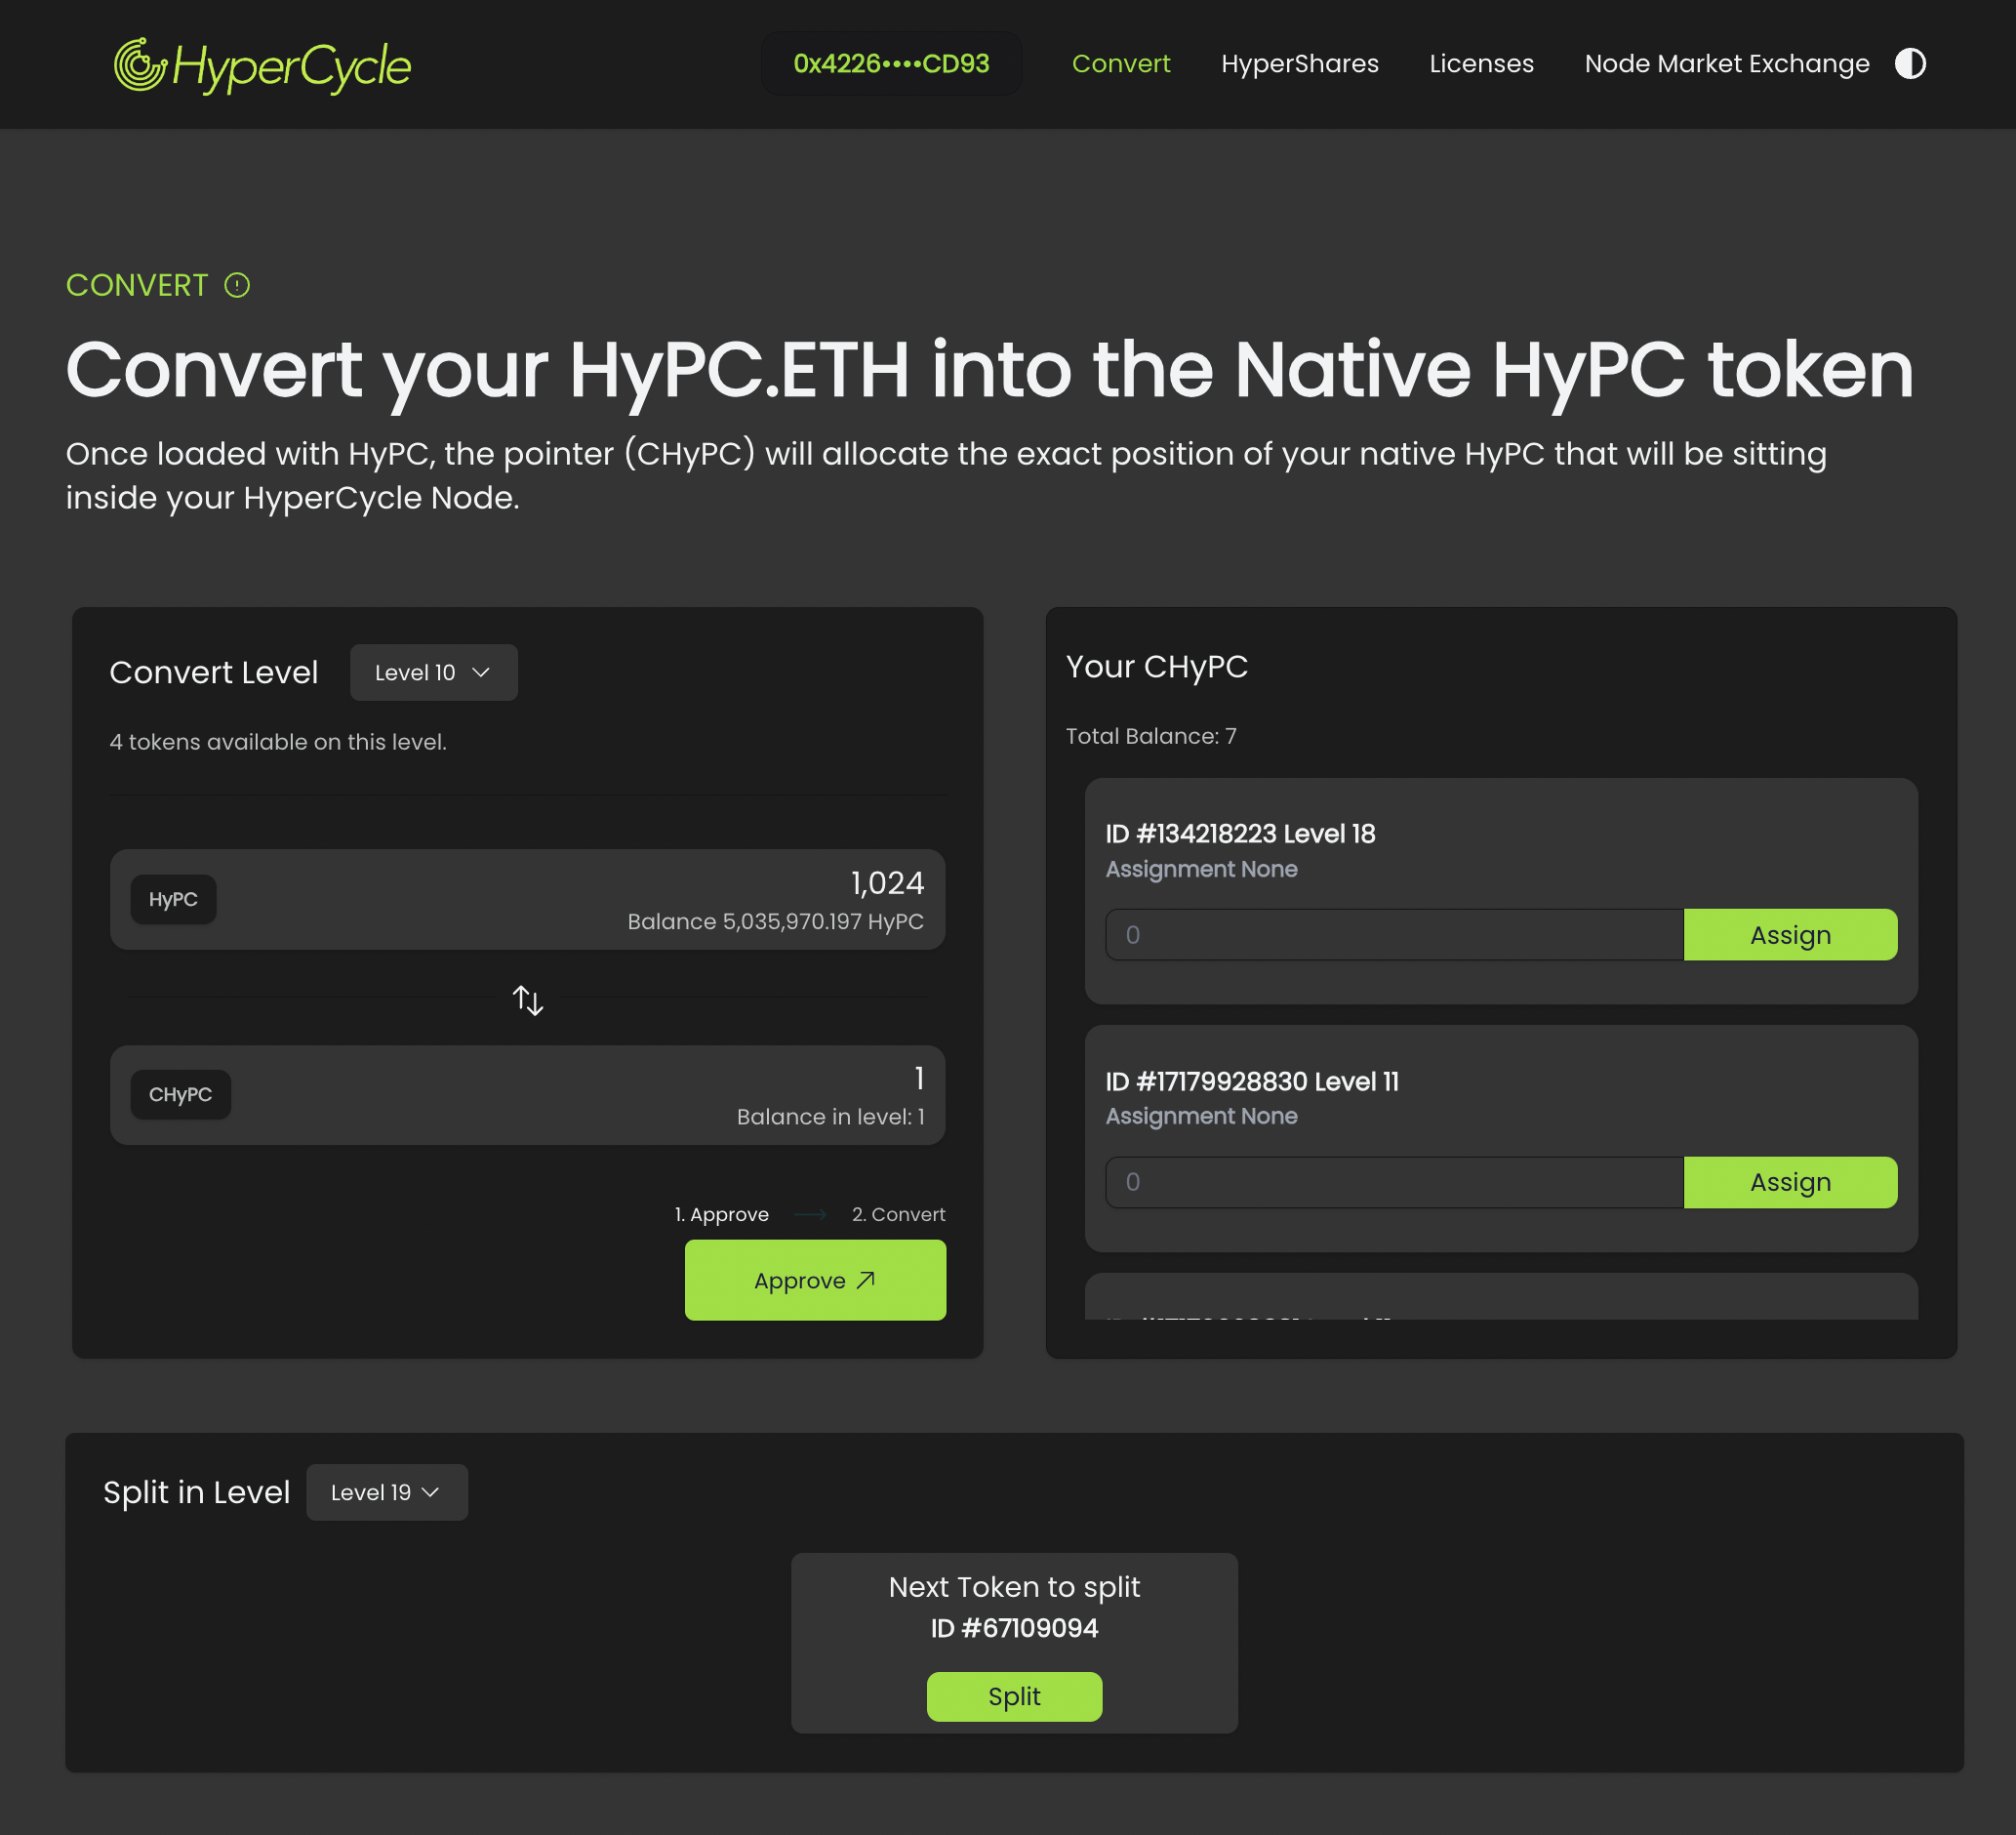 HyperCycle
0x4226••••CD93
Convert
HyperShares
Licenses
Node Market Exchange
CONVERT
Convert your HyPC.ETH into the Native HyPC token
Once loaded with HyPC, the pointer (CHyPC) will allocate the exact position of your native HyPC that will be sitting
inside your HyperCycle Node.
Convert Level
Level 10
4 tokens available on this level.
HyPC
1,024
Balance 5,035,970.197 HyPC
CHyPC
1
Balance in level: 1
1. Approve
2. Convert
Approve
Your CHyPC
Total Balance: 7
ID #134218223 Level 18
Assignment None
0
Assign
ID #17179928830 Level 11
Assignment None
0
Assign
Split in Level
Level 19
Next Token to split
ID #67109094
Split